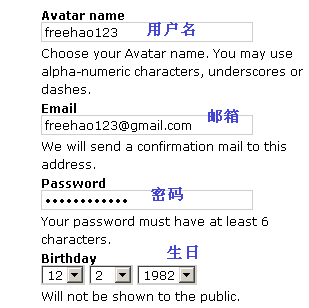 Avatar name
freehao123 用户名
Choose your Avatar name. You may use
alpha-numeric characters, underscores or
dashes.
Email
freehao123@gmail.com 邮箱
We will send a confirmation mail to this
address.
Password
•••••••••••• 密码
Your password must have at least 6
characters.
Birthday 生日
12 2 1982
Will not be shown to the public.